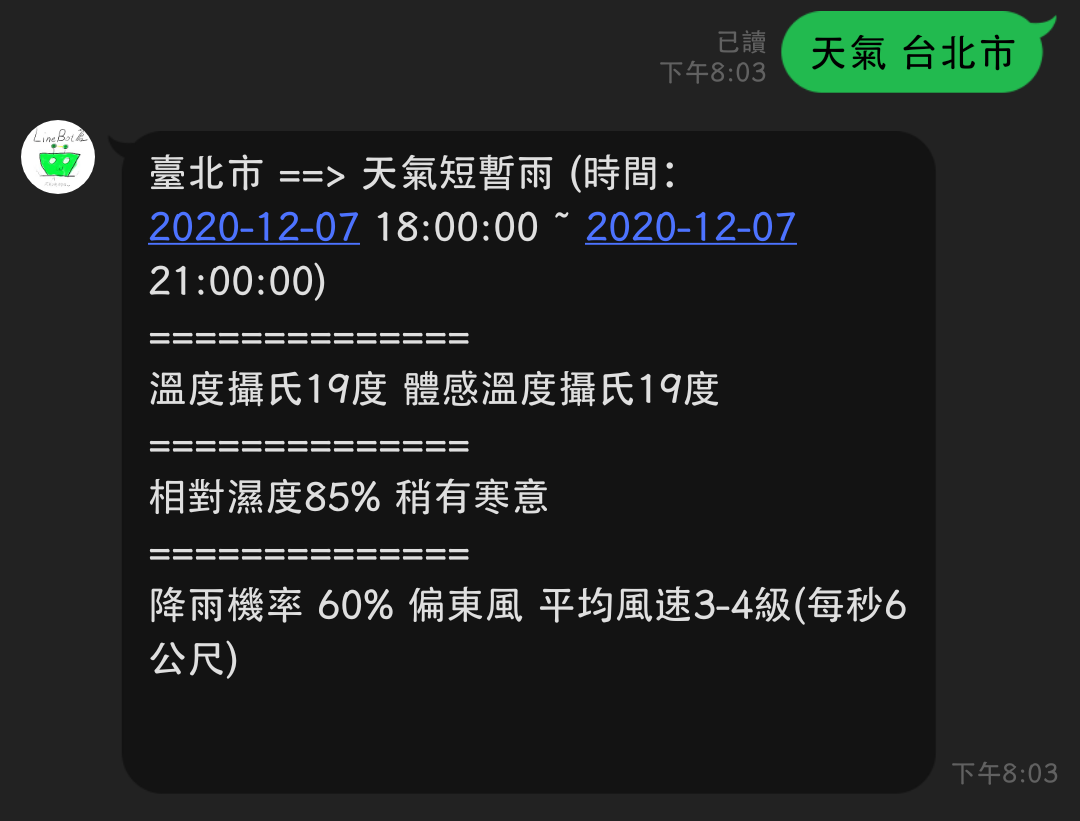 已讀
下午8:03
天氣 台北市
臺北市 ==> 天氣短暫雨 (時間:
2020-12-07 18:00:00 ~ 2020-12-07
21:00:00)
==============
溫度攝氏19度 體感溫度攝氏19度
==============
相對濕度85% 稍有寒意
==============
降雨機率 60% 偏東風 平均風速3-4級(每秒6
公尺)
下午8:03